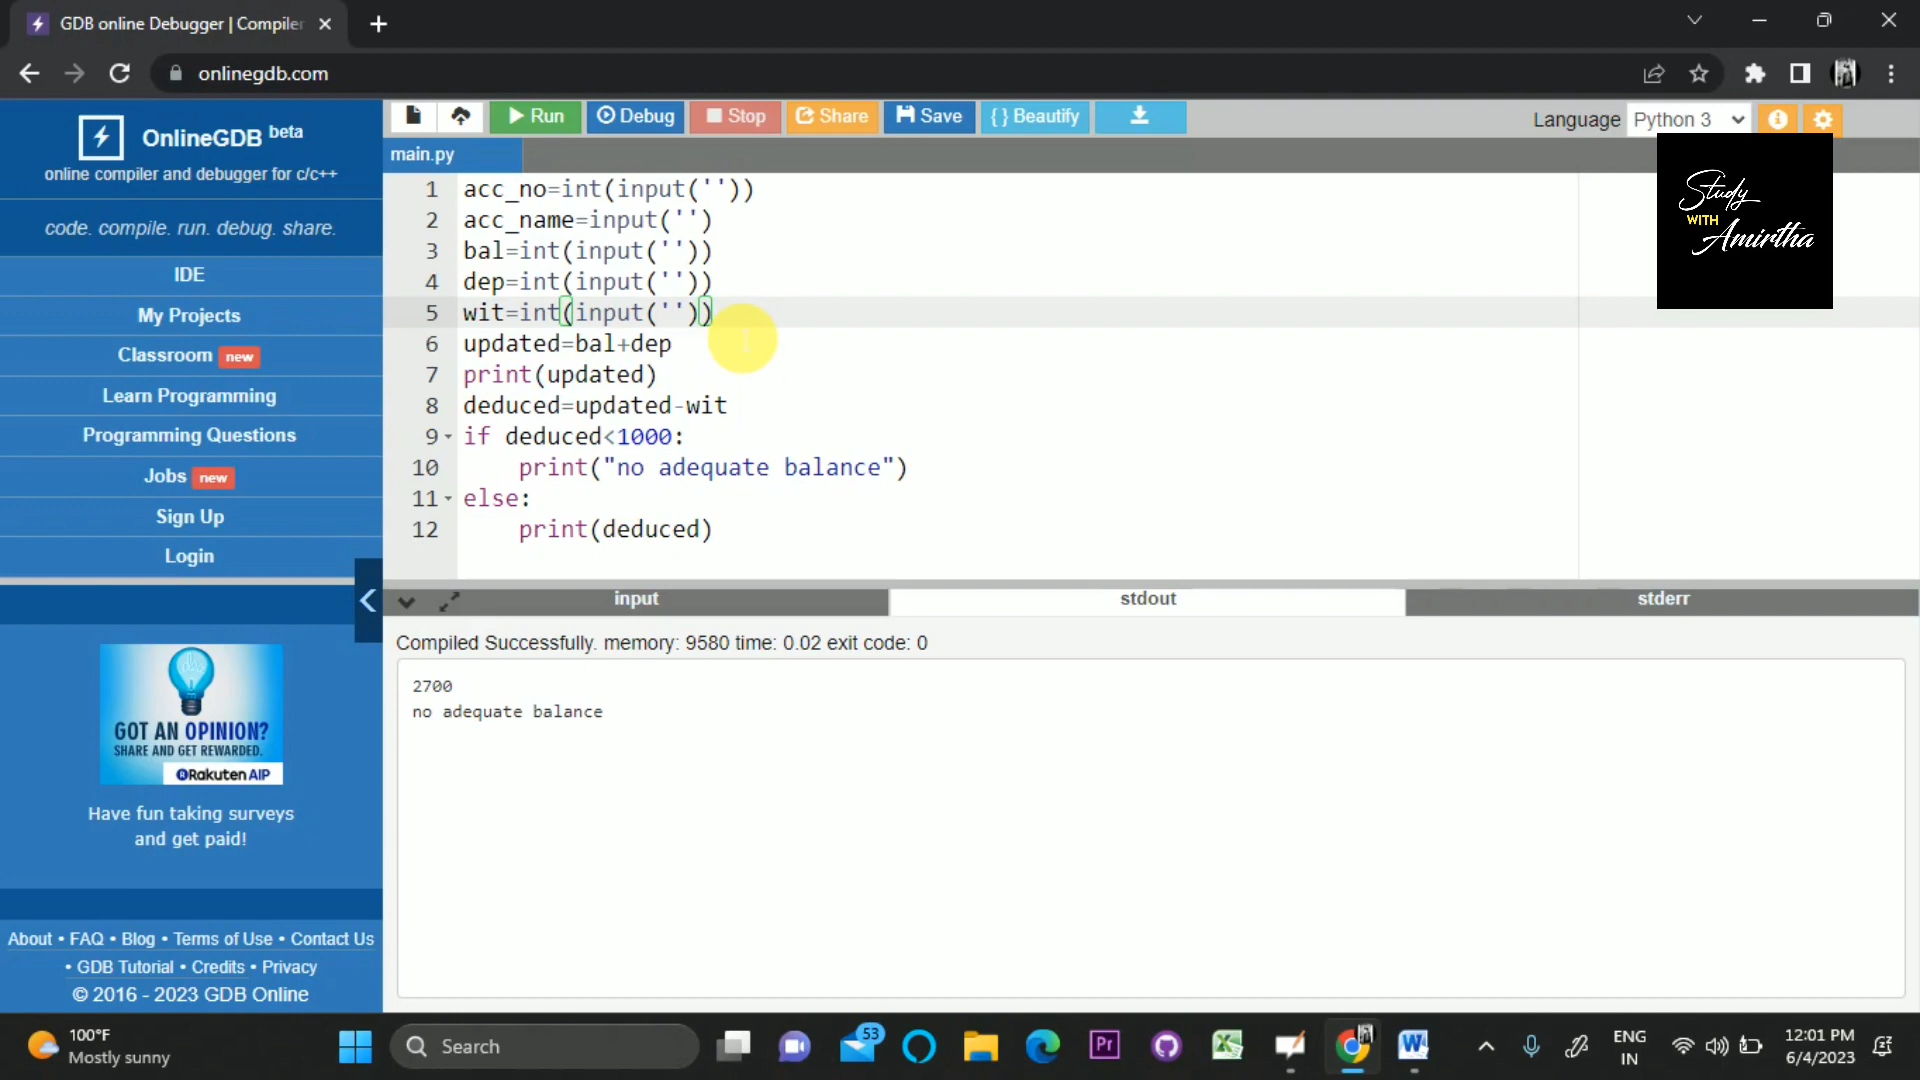 GDB online Debugger | Compiler
onlinegdb.com
OnlineGDB beta
online compiler and debugger for c/c++
code. compile. run. debug. share.
IDE
My Projects
Classroom new
Learn Programming
Programming Questions
Jobs new
Sign Up
Login
GOT AN OPINION?
SHARE AND GET REWARDED.
Rakuten AIP
Have fun taking surveys
and get paid!
About • FAQ • Blog • Terms of Use • Contact Us
• GDB Tutorial • Credits • Privacy
© 2016 - 2023 GDB Online
Run Debug Stop Share Save { } Beautify
Language Python 3
Study
WITH
Amirtha
main.py
1 acc_no=int(input(''))
2 acc_name=input('')
3 bal=int(input(''))
4 dep=int(input(''))
5 wit=int(input(''))
6 updated=bal+dep
7 print(updated)
8 deduced=updated-wit
9 if deduced<1000:
10 print("no adequate balance")
11 else:
12 print(deduced)
input stdout stderr
Compiled Successfully. memory: 9580 time: 0.02 exit code: 0
2700
no adequate balance
100°F
Mostly sunny
Search
53
Pr
W
ENG
IN
12:01 PM
6/4/2023